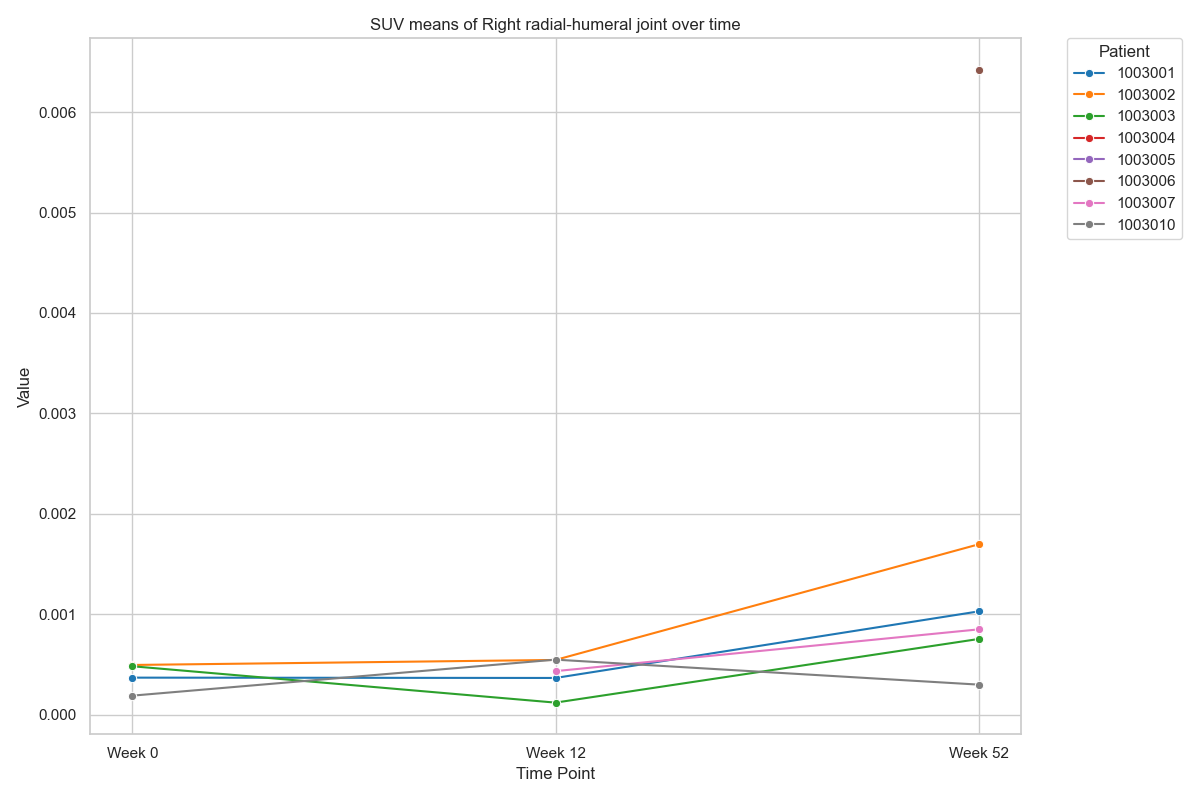 SUV means of Right radial-humeral joint over time
Patient
1003001
1003002
1003003
1003004
1003005
1003006
1003007
1003010
Value
0.006
0.005
0.004
0.003
0.002
0.001
0.000
Week 0
Week 12
Week 52
Time Point